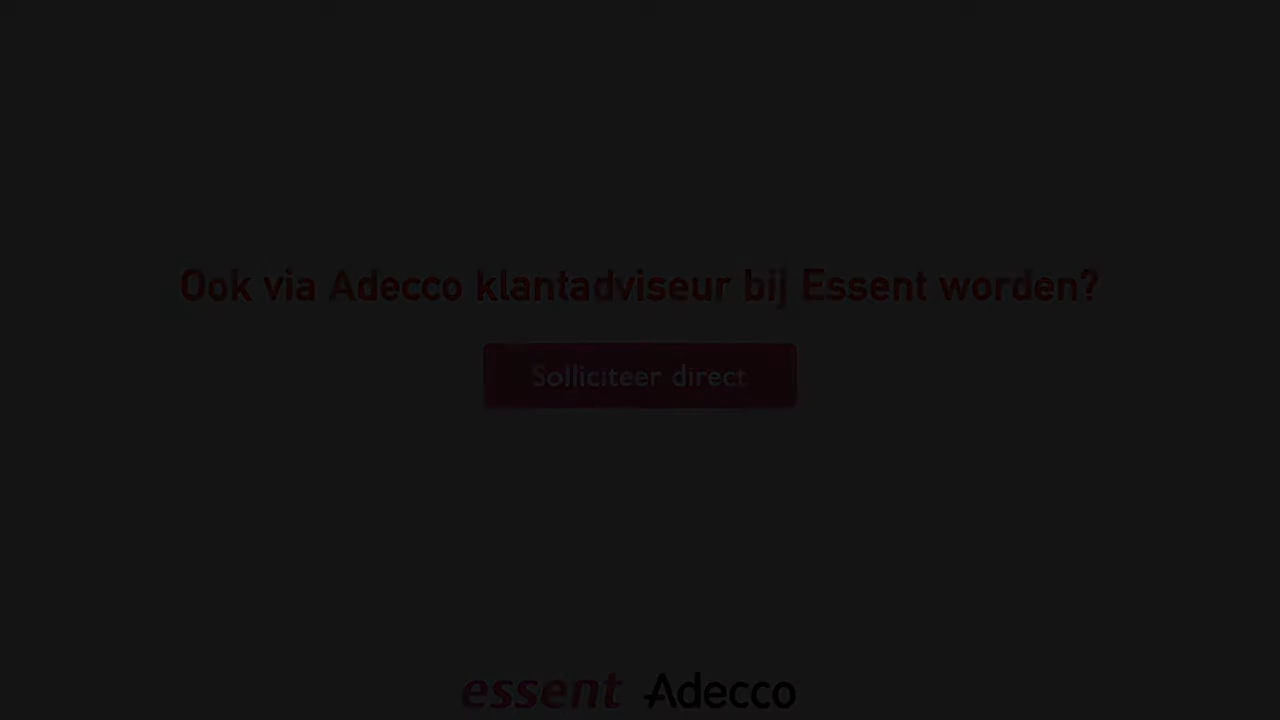 Ook via Adecco klantadviseur bij Essent worden?
Solliciteer direct
essent Adecco